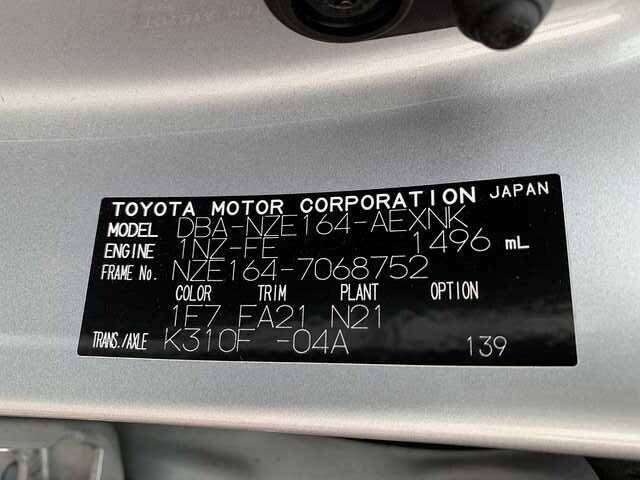 TOYOTA MOTOR CORPORATION JAPAN
MODEL DBA-NZE164-AEXNK
ENGINE 1NZ-FE 1496 mL
FRAME No. NZE164-7068752
COLOR TRIM PLANT OPTION
1E7 FA21 N21
TRANS./AXLE K310F -04A 139